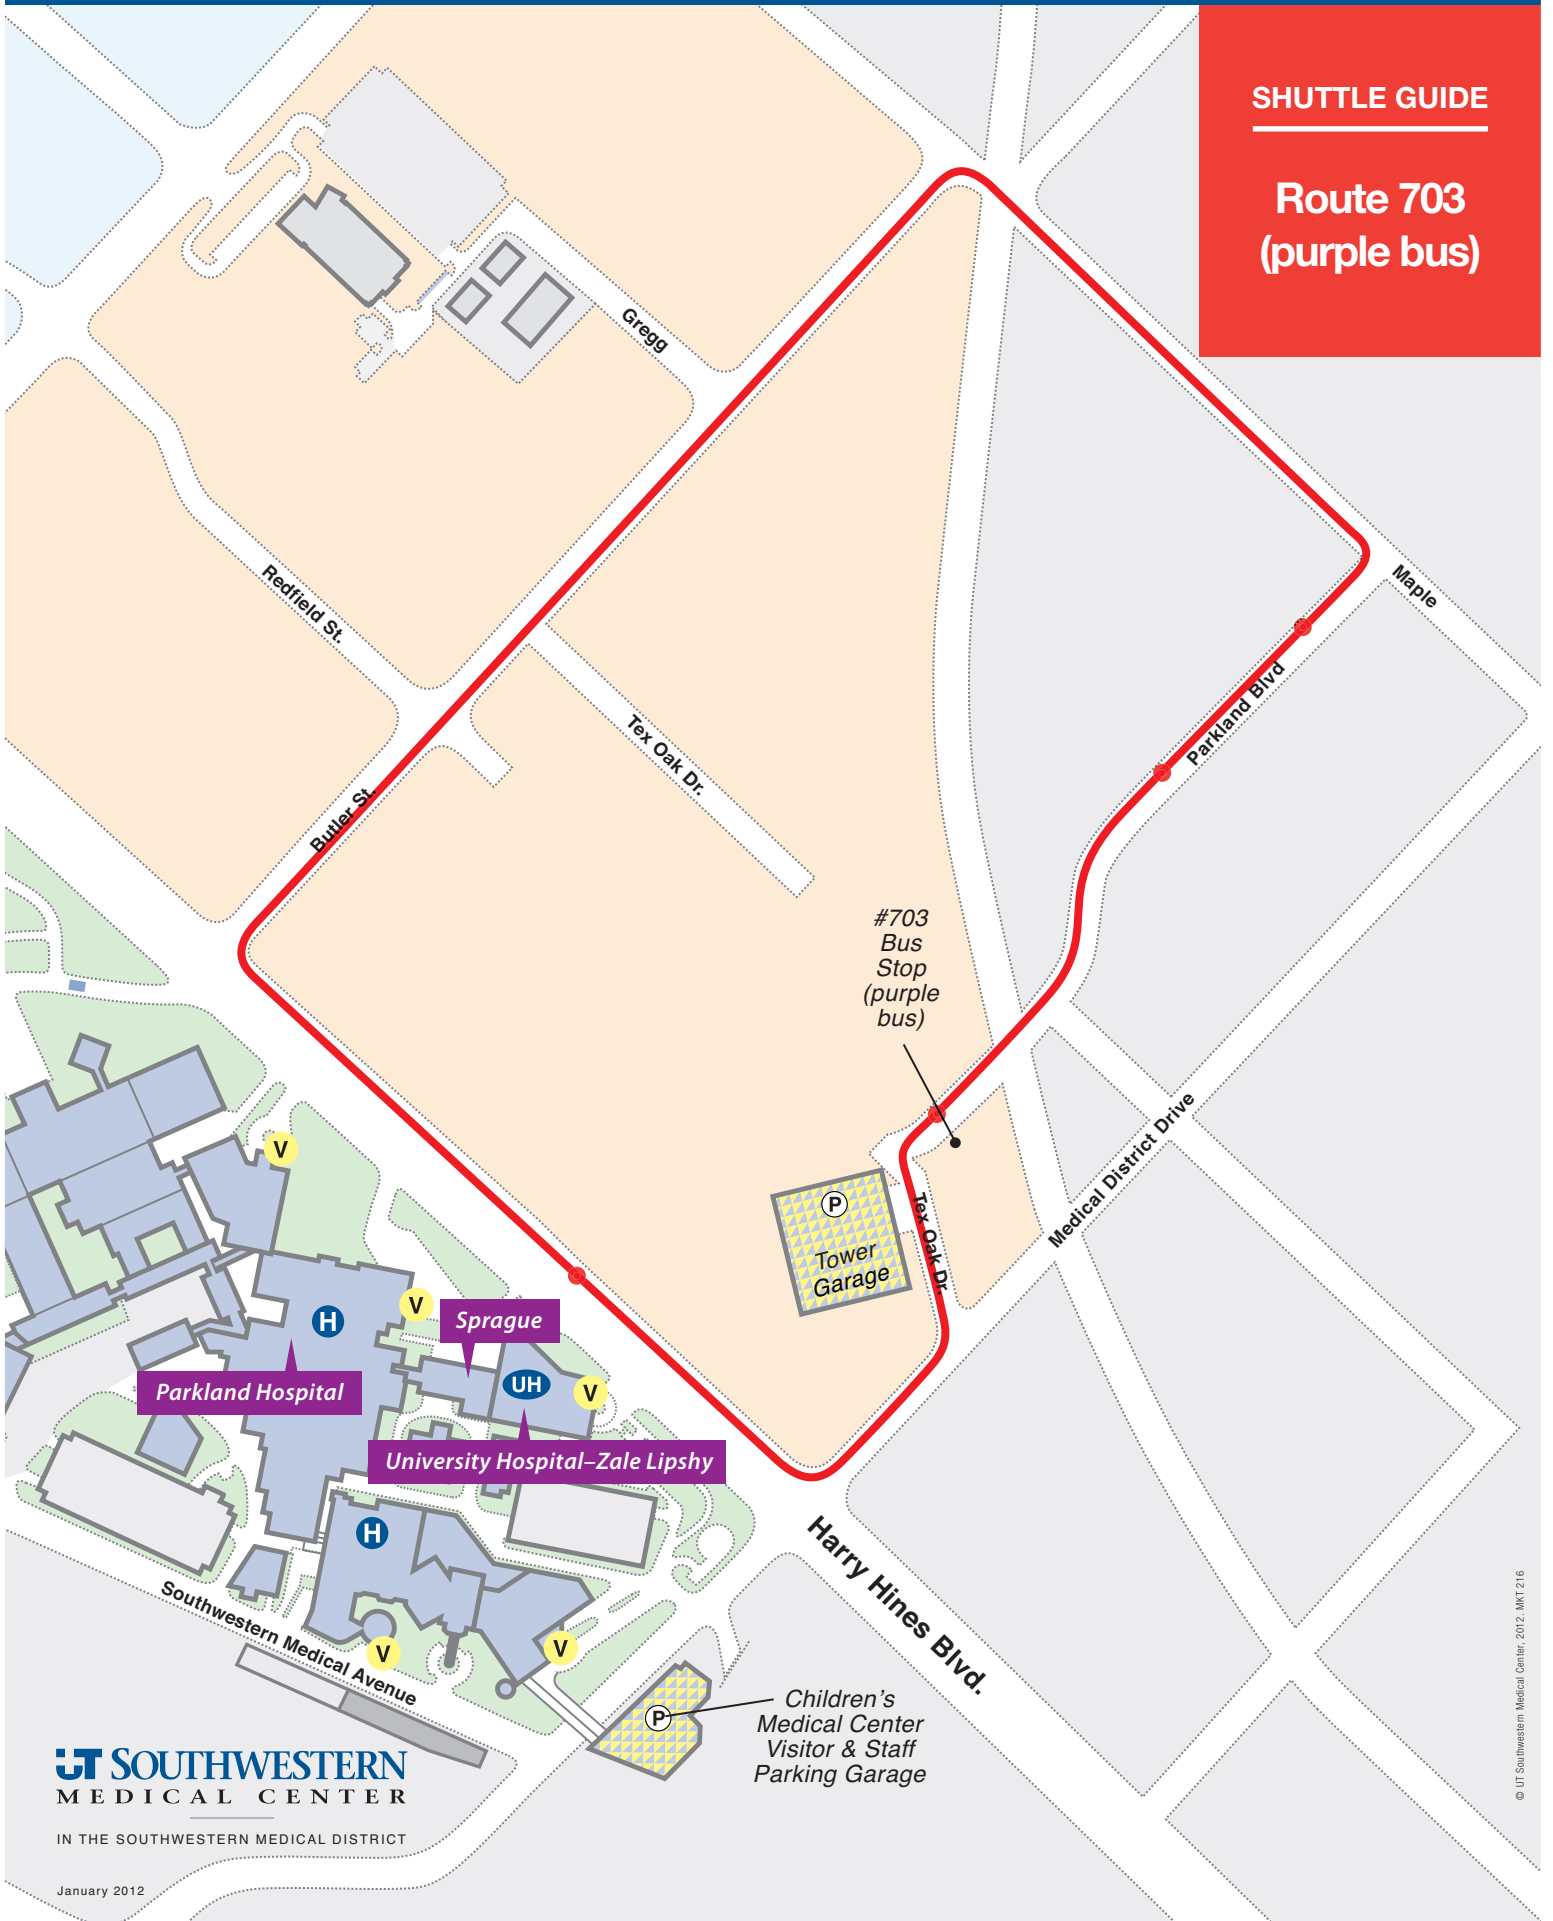 SHUTTLE GUIDE
Route 703
(purple bus)
Gregg
Maple
Redfield St.
Parkland Blvd
Tex Oak Dr.
Butler St.
#703
Bus
Stop
(purple
bus)
Medical District Drive
V
P
Tower
Garage
Tex Oak Dr.
H
V
Sprague
Parkland Hospital
UH
V
University Hospital–Zale Lipshy
H
Harry Hines Blvd.
Southwestern Medical Avenue
V
V
P
Children's
Medical Center
Visitor & Staff
Parking Garage
UT SOUTHWESTERN
MEDICAL CENTER
IN THE SOUTHWESTERN MEDICAL DISTRICT
January 2012
© UT Southwestern Medical Center, 2012. MKT 216